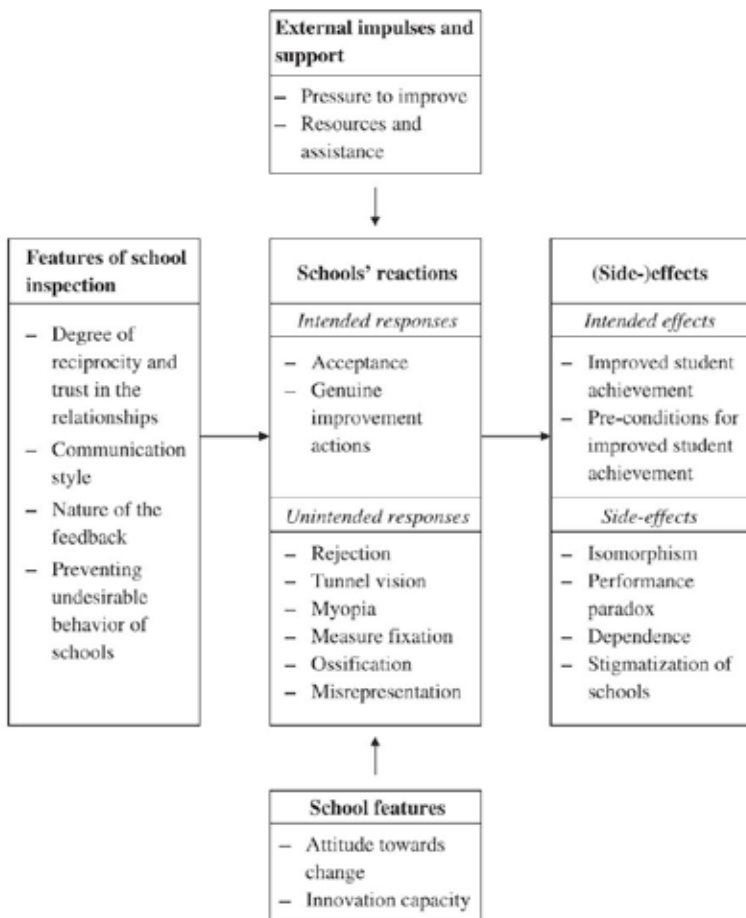 External impulses and
support
– Pressure to improve
– Resources and
assistance
Features of school
inspection
– Degree of
reciprocity and
trust in the
relationships
– Communication
style
– Nature of the
feedback
– Preventing
undesirable
behavior of
schools
Schools' reactions
Intended responses
– Acceptance
– Genuine
improvement
actions
Unintended responses
– Rejection
– Tunnel vision
– Myopia
– Measure fixation
– Ossification
– Misrepresentation
(Side-)effects
Intended effects
– Improved student
achievement
– Pre-conditions for
improved student
achievement
Side-effects
– Isomorphism
– Performance
paradox
– Dependence
– Stigmatization of
schools
School features
– Attitude towards
change
– Innovation capacity